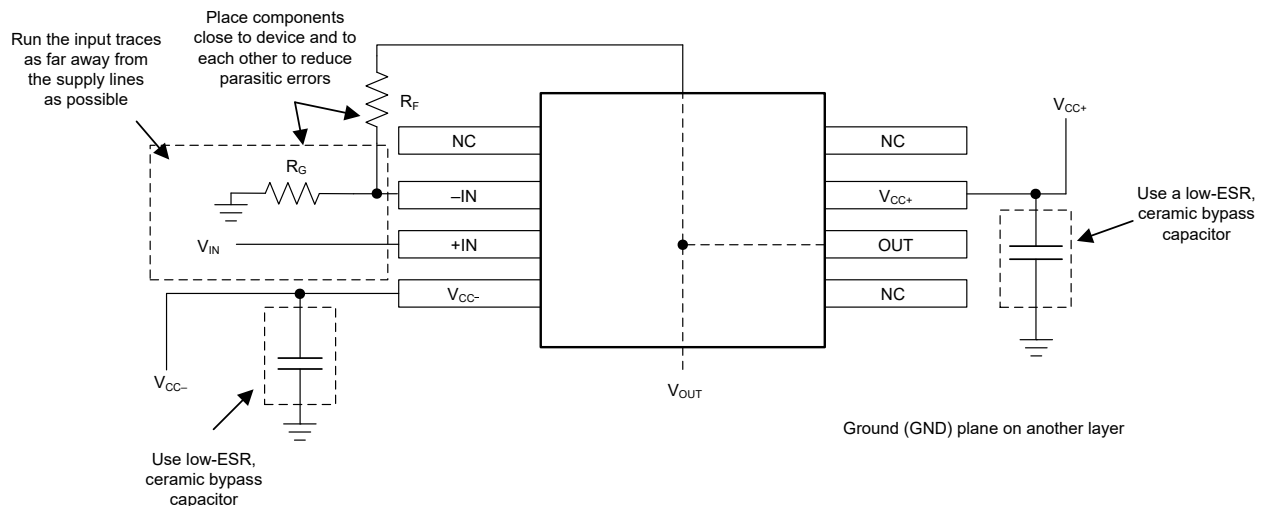 Run the input traces
as far away from
the supply lines
as possible
Place components
close to device and to
each other to reduce
parasitic errors
RF
RG
VIN
NC
–IN
+IN
VCC-
NC
VCC+
OUT
NC
VCC+
Use a low-ESR,
ceramic bypass
capacitor
VCC–
VOUT
Ground (GND) plane on another layer
Use low-ESR,
ceramic bypass
capacitor